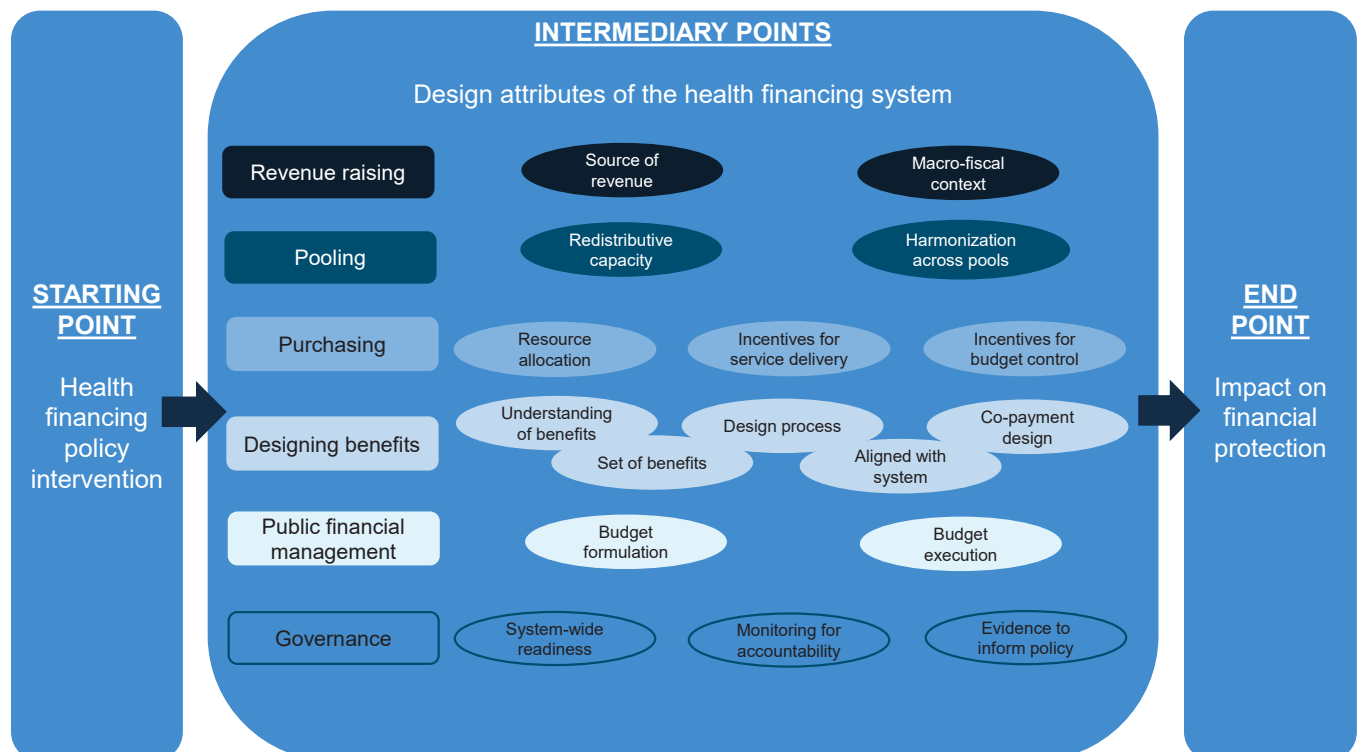 STARTING
POINT
Health
financing
policy
intervention
INTERMEDIARY POINTS
Design attributes of the health financing system
Revenue raising
Source of
revenue
Macro-fiscal
context
Pooling
Redistributive
capacity
Harmonization
across pools
Purchasing
Resource
allocation
Incentives for
service delivery
Incentives for
budget control
Designing benefits
Understanding
of benefits
Set of benefits
Design process
Aligned with
system
Co-payment
design
Public financial
management
Budget
formulation
Budget
execution
Governance
System-wide
readiness
Monitoring for
accountability
Evidence to
inform policy
END
POINT
Impact on
financial
protection